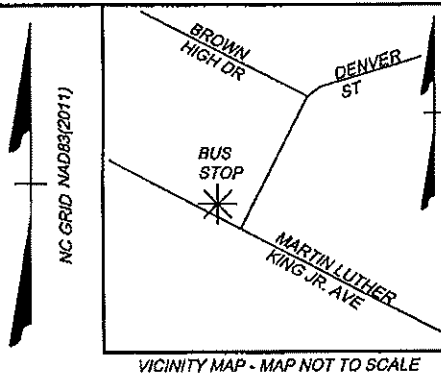 BROWN
HIGH DR
DENVER
ST
NC GRID NAD83(2011)
BUS
STOP
MARTIN LUTHER
KING JR. AVE
VICINITY MAP - MAP NOT TO SCALE